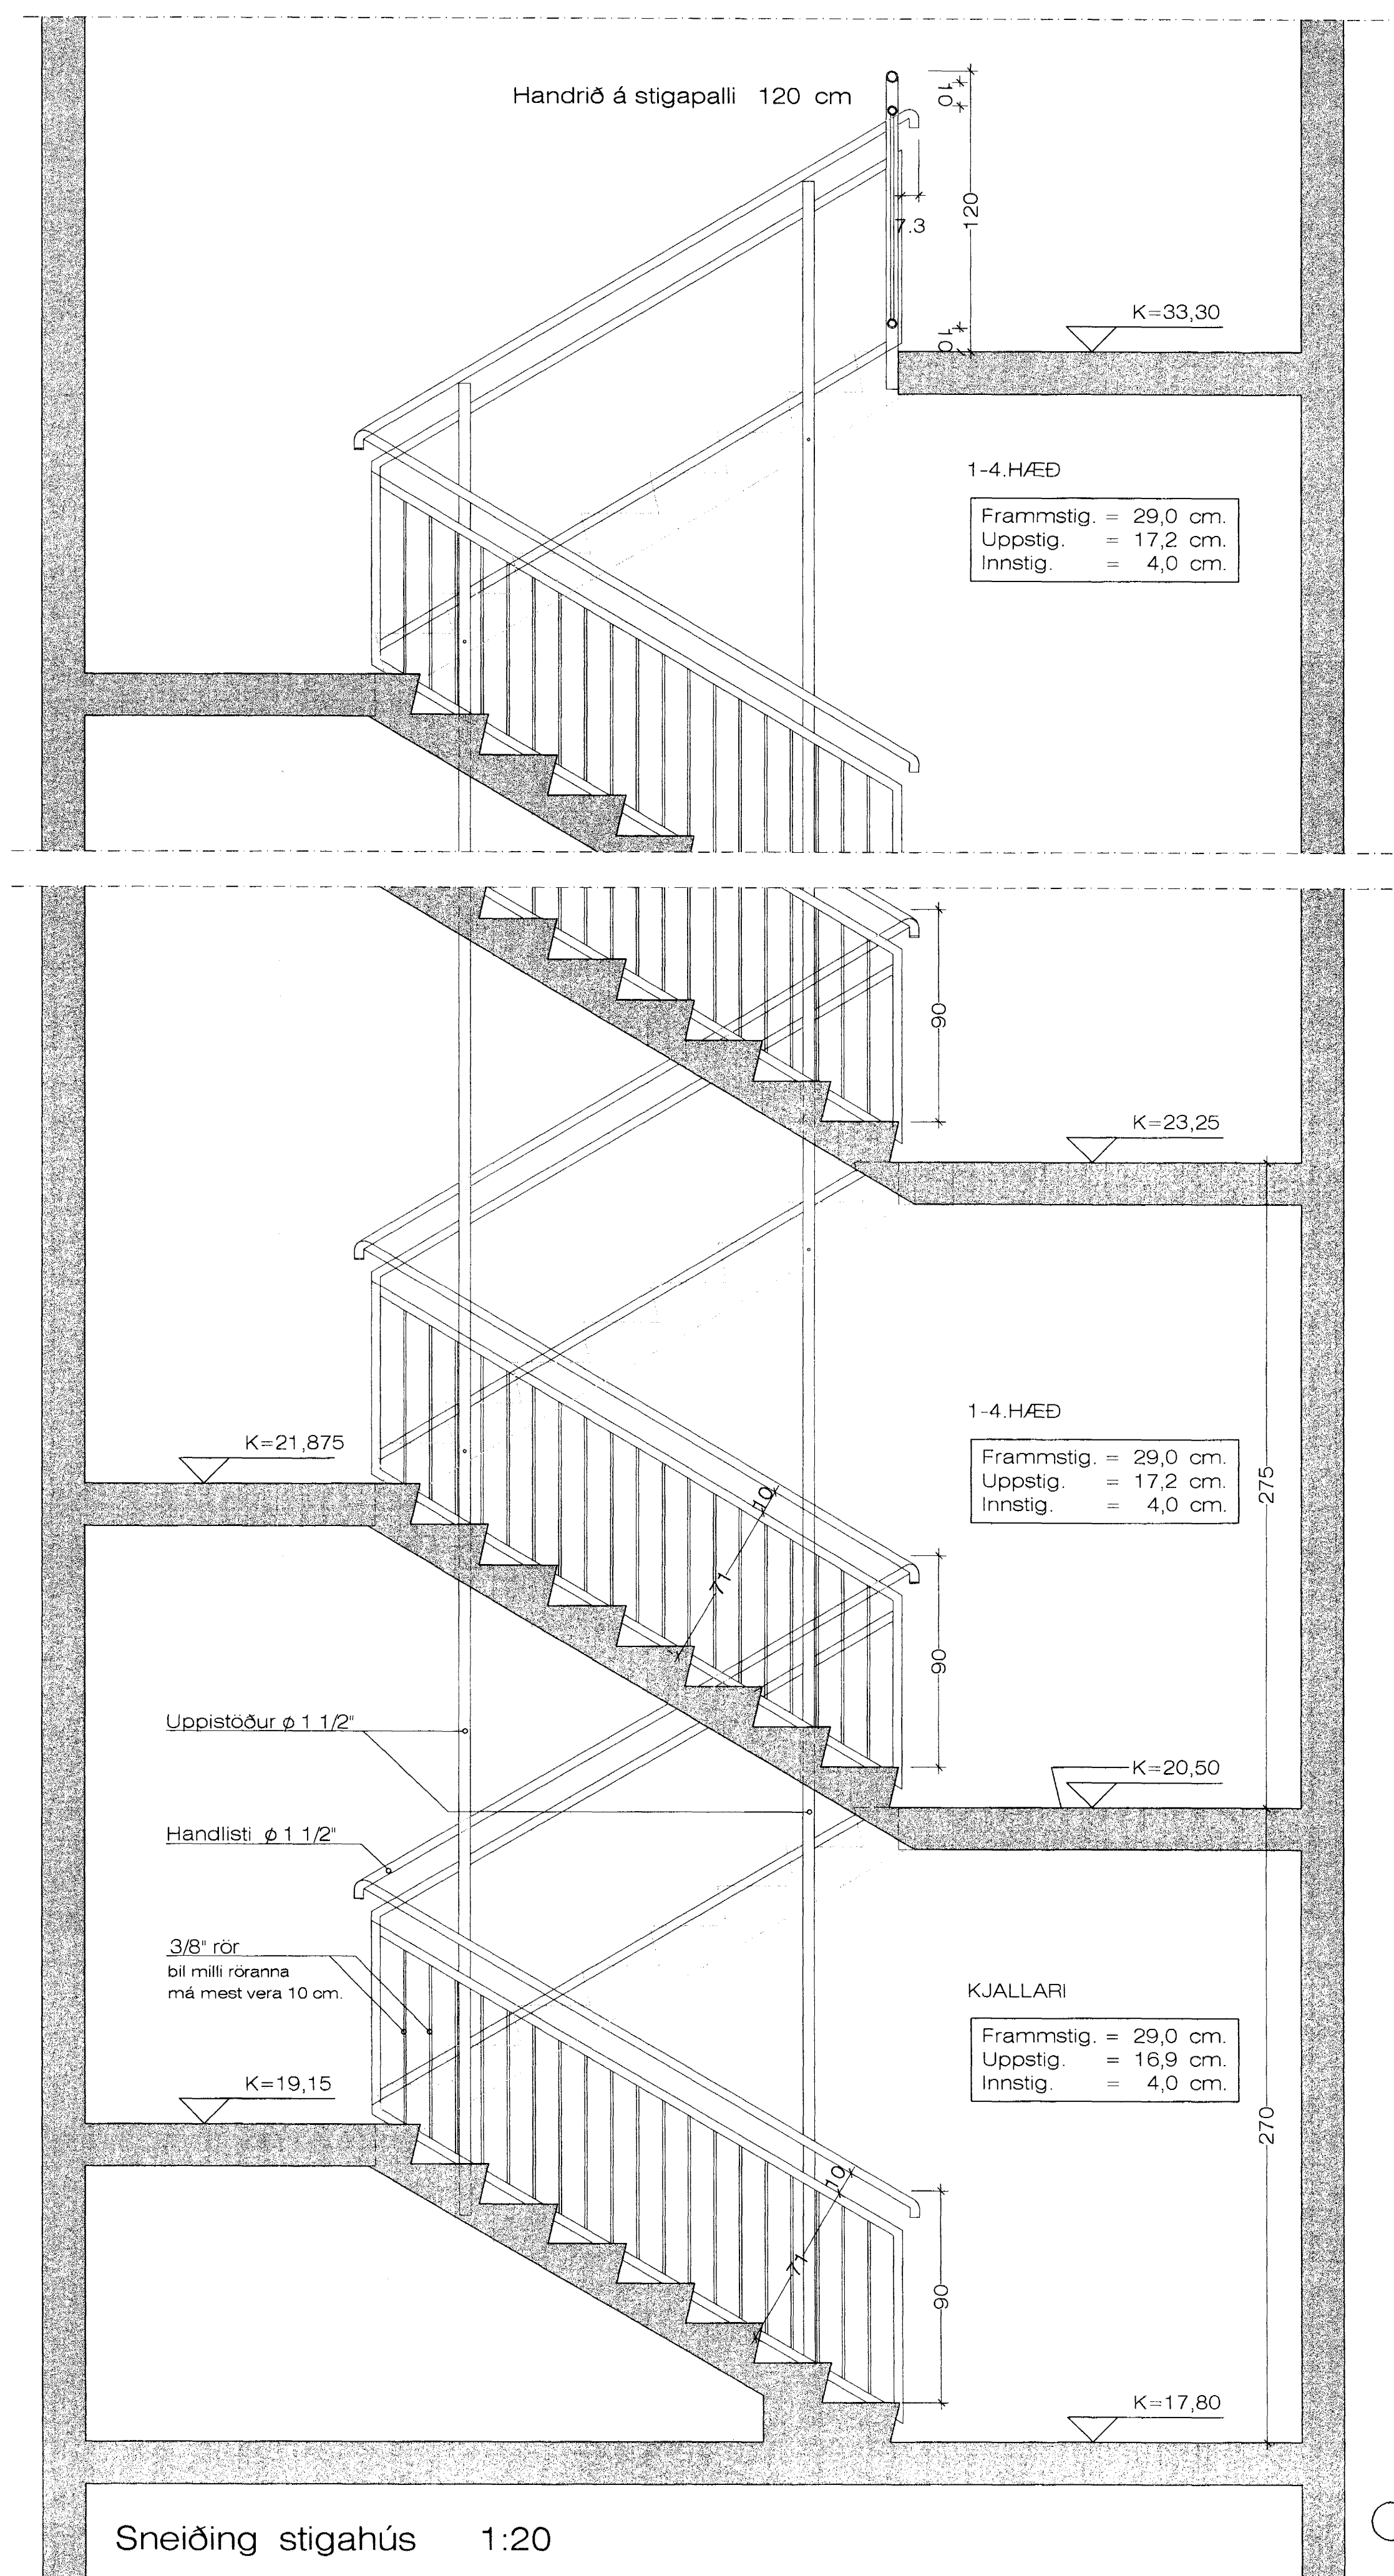 Handrið á stigapalli 120 cm
10
120
7.3
10
K=33,30
1-4.HÆÐ
Frammstig. = 29,0 cm.
Uppstig. = 17,2 cm.
Innstig. = 4,0 cm.
90
K=23,25
1-4.HÆÐ
Frammstig. = 29,0 cm.
Uppstig. = 17,2 cm.
Innstig. = 4,0 cm.
K=21,875
275
10
71
90
Uppistöður ø 1 1/2"
K=20,50
Handlisti ø 1 1/2"
3/8" rör
bil milli röranna
má mest vera 10 cm.
KJALLARI
Frammstig. = 29,0 cm.
Uppstig. = 16,9 cm.
Innstig. = 4,0 cm.
K=19,15
270
10
71
90
K=17,80
Sneiðing stigahús 1:20